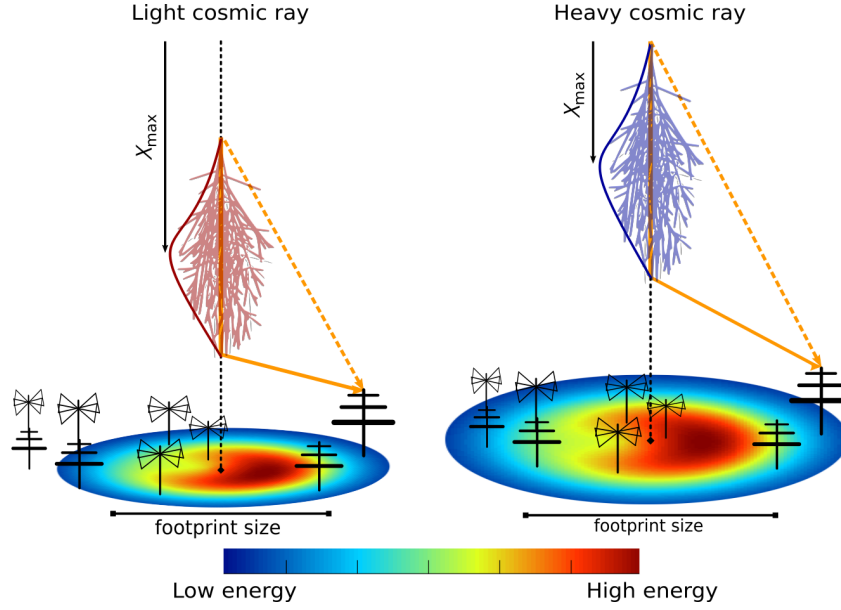 Light cosmic ray
Heavy cosmic ray
Xmax
Xmax
footprint size
footprint size
Low energy
High energy